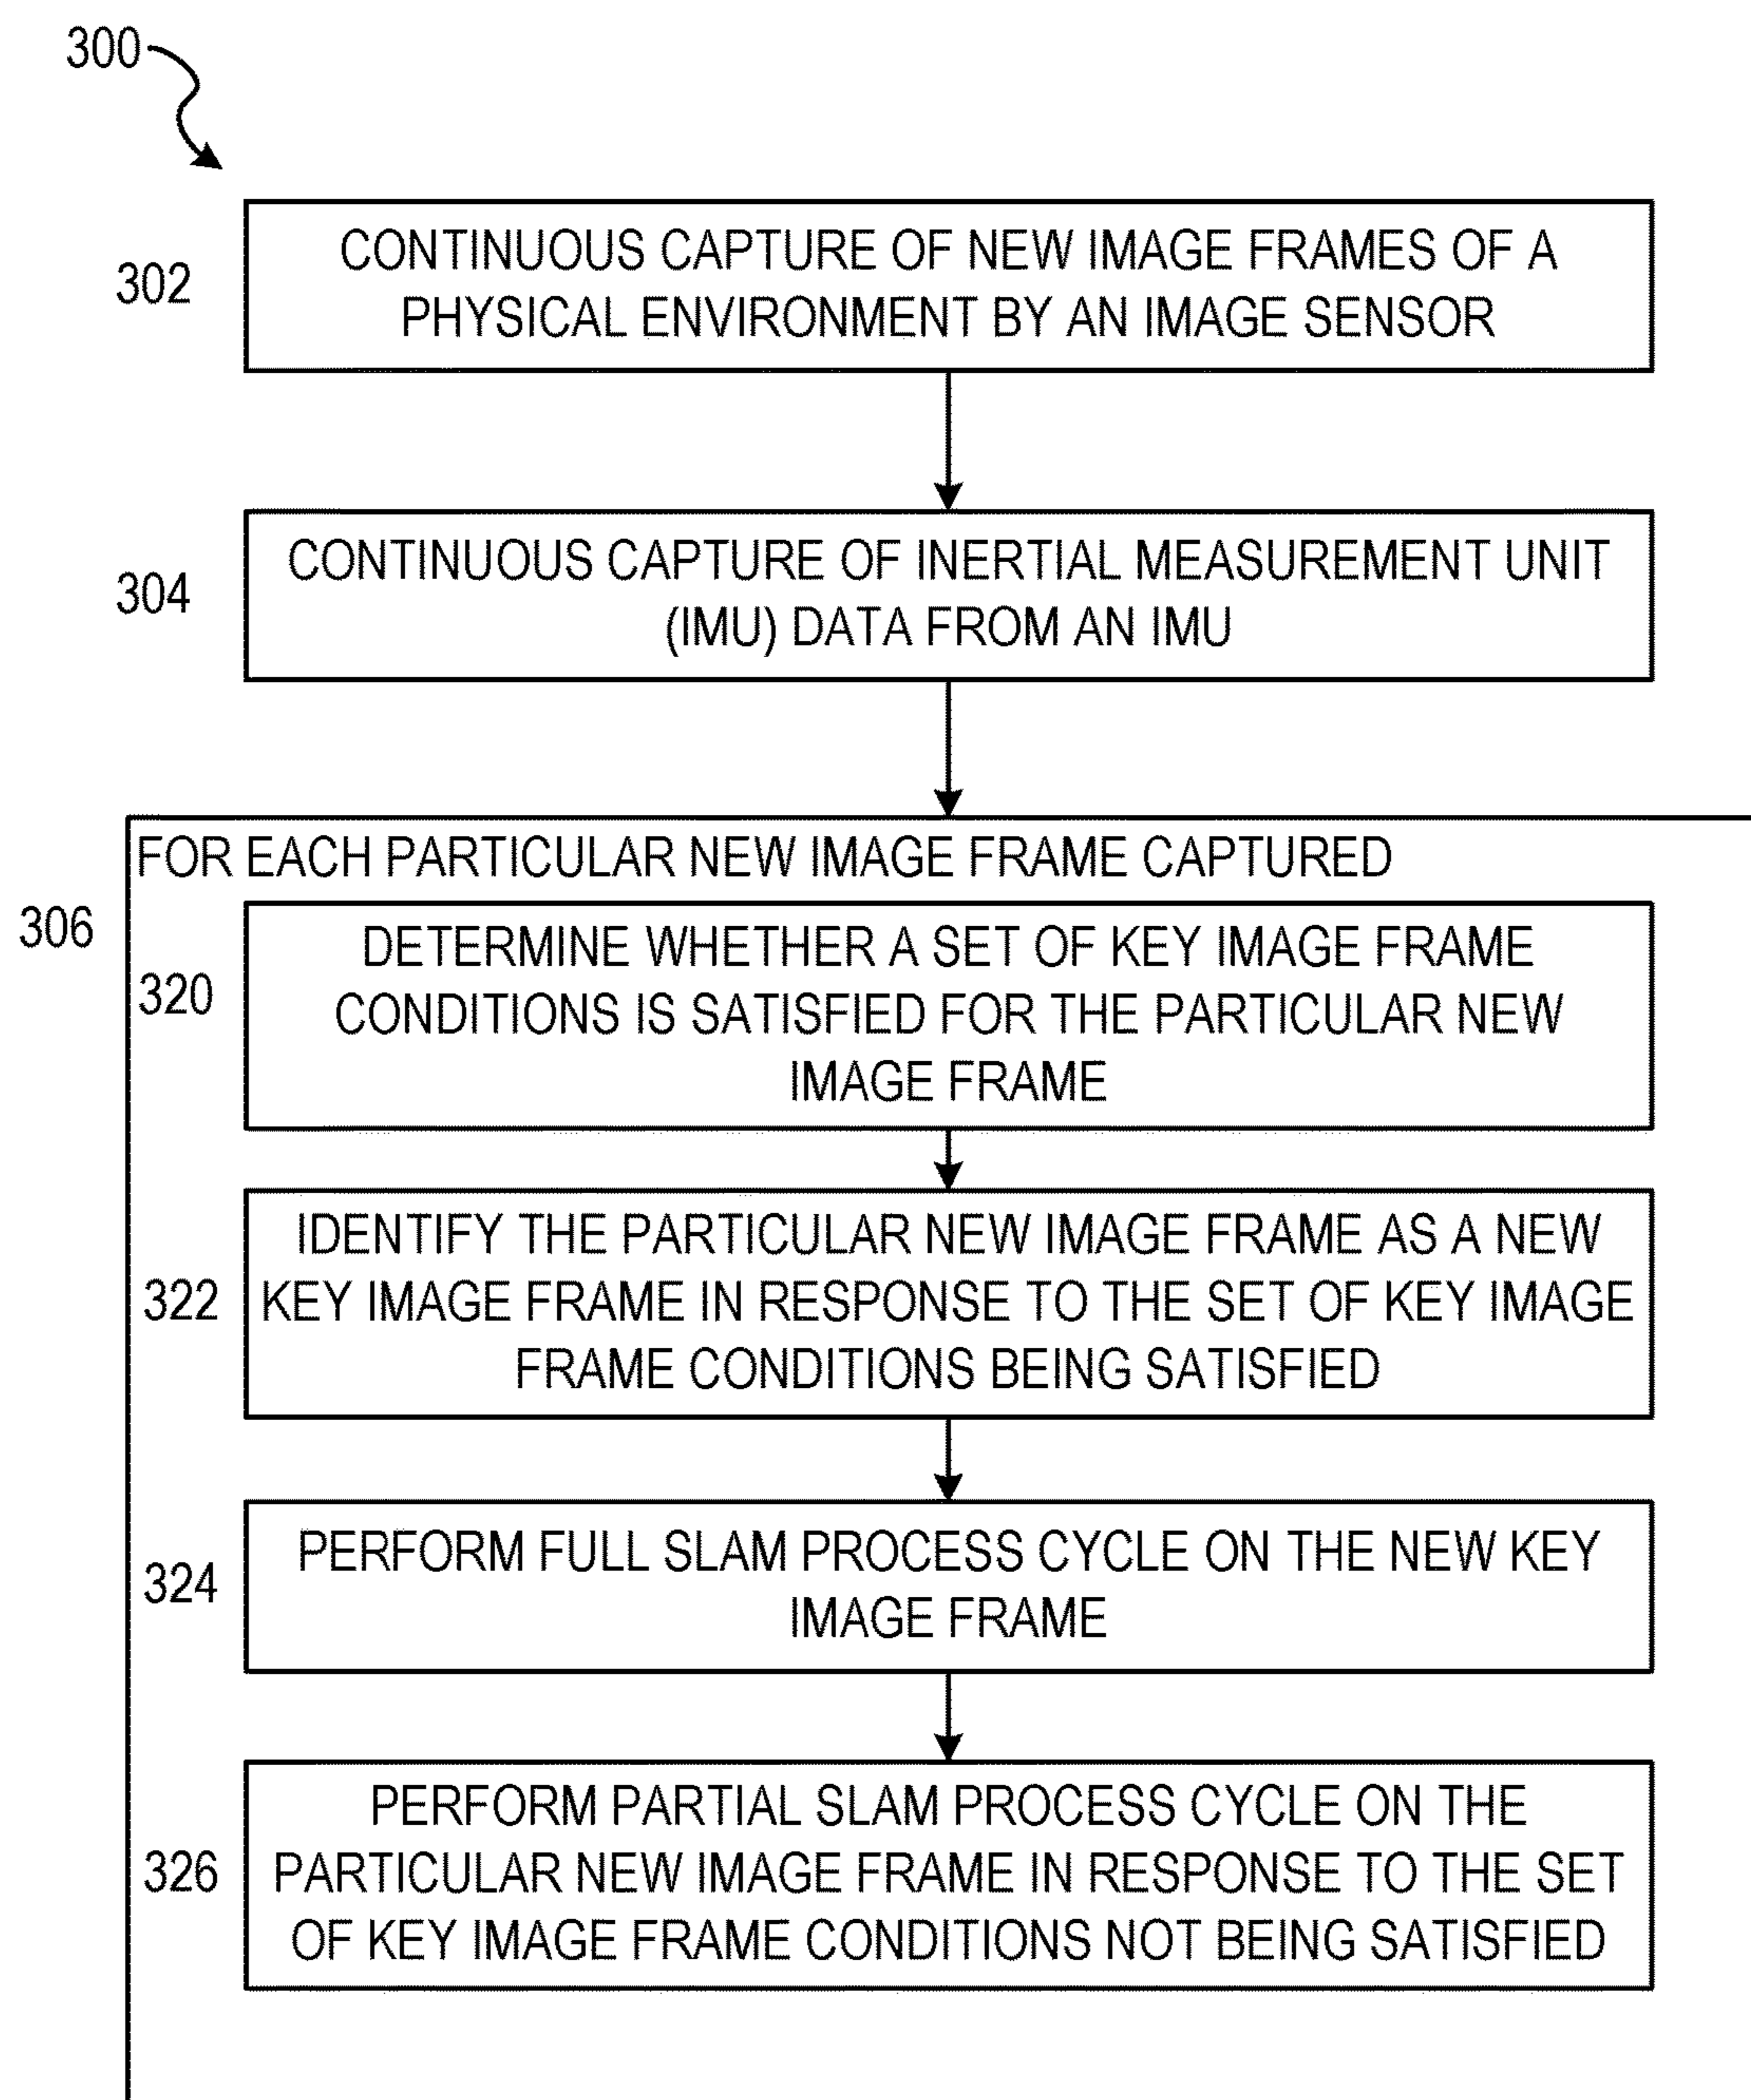 300
302
CONTINUOUS CAPTURE OF NEW IMAGE FRAMES OF A
PHYSICAL ENVIRONMENT BY AN IMAGE SENSOR
304
CONTINUOUS CAPTURE OF INERTIAL MEASUREMENT UNIT
(IMU) DATA FROM AN IMU
306
FOR EACH PARTICULAR NEW IMAGE FRAME CAPTURED
320
DETERMINE WHETHER A SET OF KEY IMAGE FRAME
CONDITIONS IS SATISFIED FOR THE PARTICULAR NEW
IMAGE FRAME
322
IDENTIFY THE PARTICULAR NEW IMAGE FRAME AS A NEW
KEY IMAGE FRAME IN RESPONSE TO THE SET OF KEY IMAGE
FRAME CONDITIONS BEING SATISFIED
324
PERFORM FULL SLAM PROCESS CYCLE ON THE NEW KEY
IMAGE FRAME
326
PERFORM PARTIAL SLAM PROCESS CYCLE ON THE
PARTICULAR NEW IMAGE FRAME IN RESPONSE TO THE SET
OF KEY IMAGE FRAME CONDITIONS NOT BEING SATISFIED